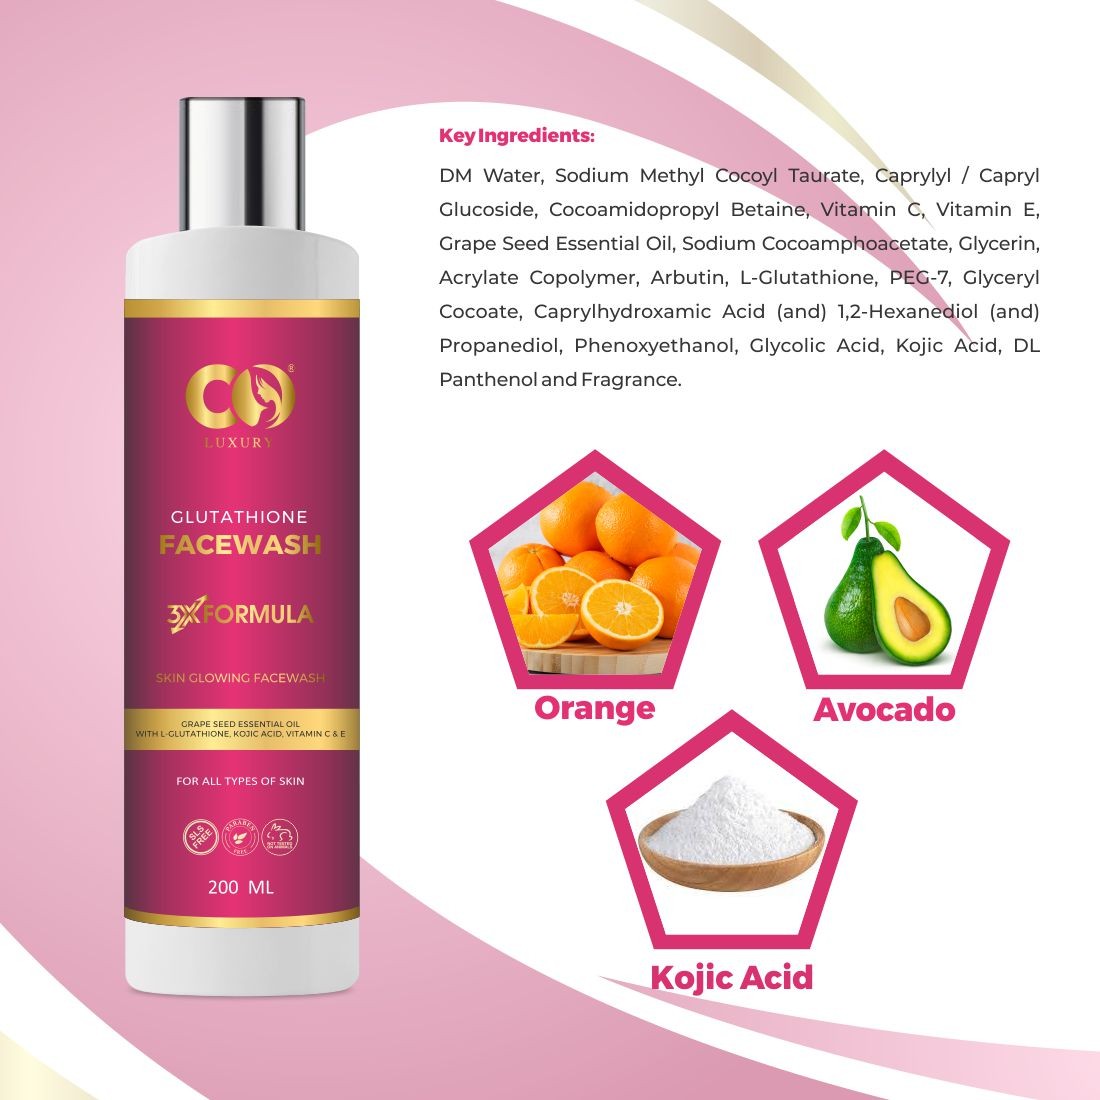 Key Ingredients:
DM Water, Sodium Methyl Cocoyl Taurate, Caprylyl / Capryl
Glucoside, Cocoamidopropyl Betaine, Vitamin C, Vitamin E,
Grape Seed Essential Oil, Sodium Cocoamphoacetate, Glycerin,
Acrylate Copolymer, Arbutin, L-Glutathione, PEG-7, Glyceryl
Cocoate, Caprylhydroxamic Acid (and) 1,2-Hexanediol (and)
Propanediol, Phenoxyethanol, Glycolic Acid, Kojic Acid, DL
Panthenol and Fragrance.
CO®
LUXURY
GLUTATHIONE
FACEWASH
3X FORMULA
SKIN GLOWING FACEWASH
GRAPE SEED ESSENTIAL OIL
WITH L-GLUTATHIONE, KOJIC ACID, VITAMIN C & E
FOR ALL TYPES OF SKIN
SLS
FREE
PARABEN
FREE
NOT TESTED
ON ANIMALS
200 ML
Orange
Avocado
Kojic Acid